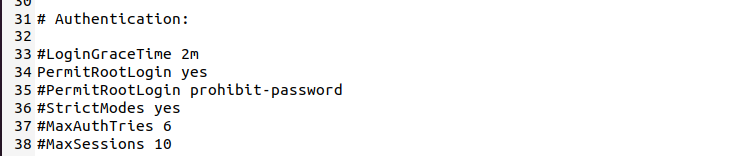 30
31 # Authentication:
32
33 #LoginGraceTime 2m
34 PermitRootLogin yes
35 #PermitRootLogin prohibit-password
36 #StrictModes yes
37 #MaxAuthTries 6
38 #MaxSessions 10